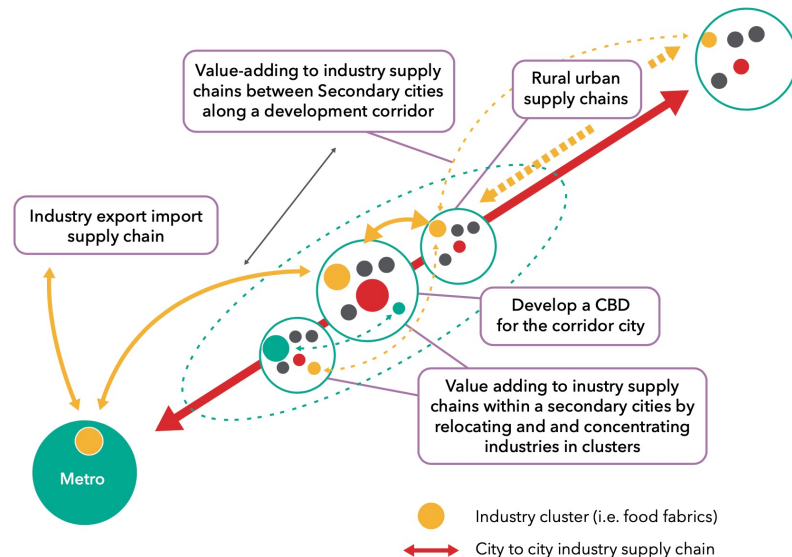 Value-adding to industry supply
chains between Secondary cities
along a development corridor
Rural urban
supply chains
Industry export import
supply chain
Develop a CBD
for the corridor city
Value adding to inustry supply
chains within a secondary cities by
relocating and and concentrating
industries in clusters
Metro
Industry cluster (i.e. food fabrics)
City to city industry supply chain